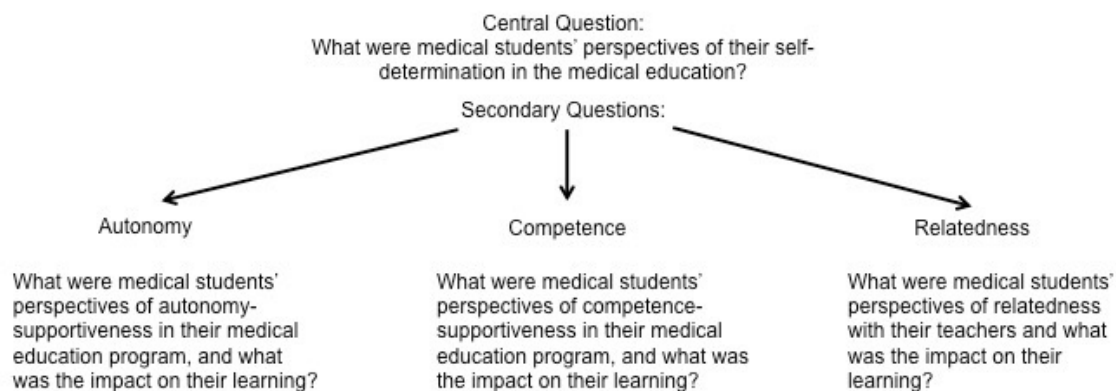 Central Question:
What were medical students' perspectives of their self-
determination in the medical education?
Secondary Questions:
Autonomy
Competence
Relatedness
What were medical students'
perspectives of autonomy-
supportiveness in their medical
education program, and what
was the impact on their learning?
What were medical students'
perspectives of competence-
supportiveness in their medical
education program, and what was
the impact on their learning?
What were medical students'
perspectives of relatedness
with their teachers and what
was the impact on their
learning?